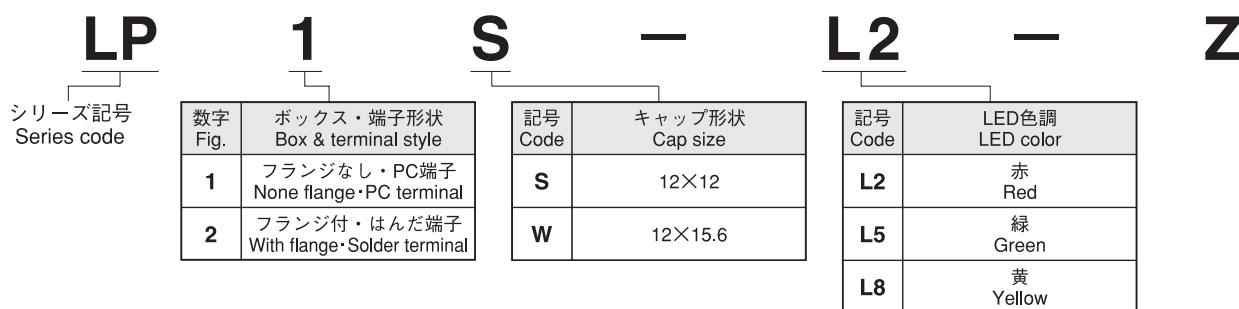 LP 1 S － L2 － Z
シリーズ記号
Series code
数字 ボックス・端子形状
Fig. Box & terminal style
1 フランジなし・PC端子
None flange･PC terminal
2 フランジ付・はんだ端子
With flange･Solder terminal
記号 キャップ形状
Code Cap size
S 12×12
W 12×15.6
記号 LED色調
Code LED color
L2 赤
Red
L5 緑
Green
L8 黄
Yellow